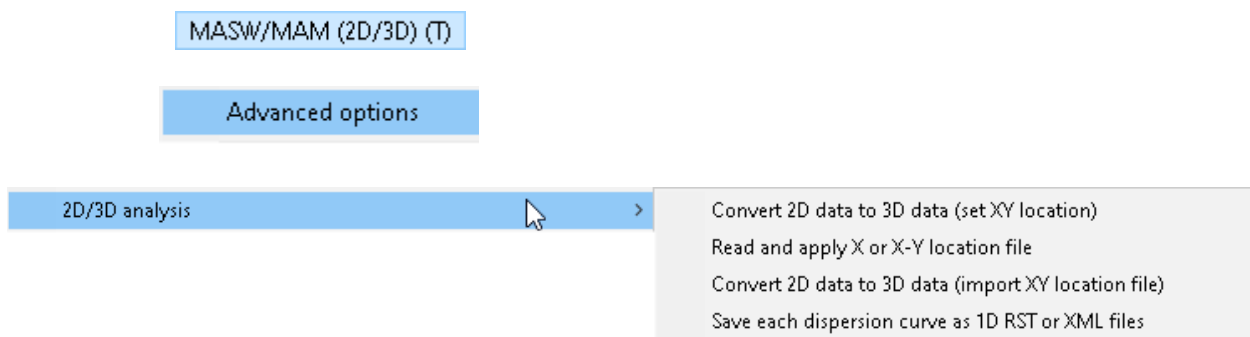 MASW/MAM (2D/3D) (T)
Advanced options
2D/3D analysis >
Convert 2D data to 3D data (set XY location)
Read and apply X or X-Y location file
Convert 2D data to 3D data (import XY location file)
Save each dispersion curve as 1D RST or XML files